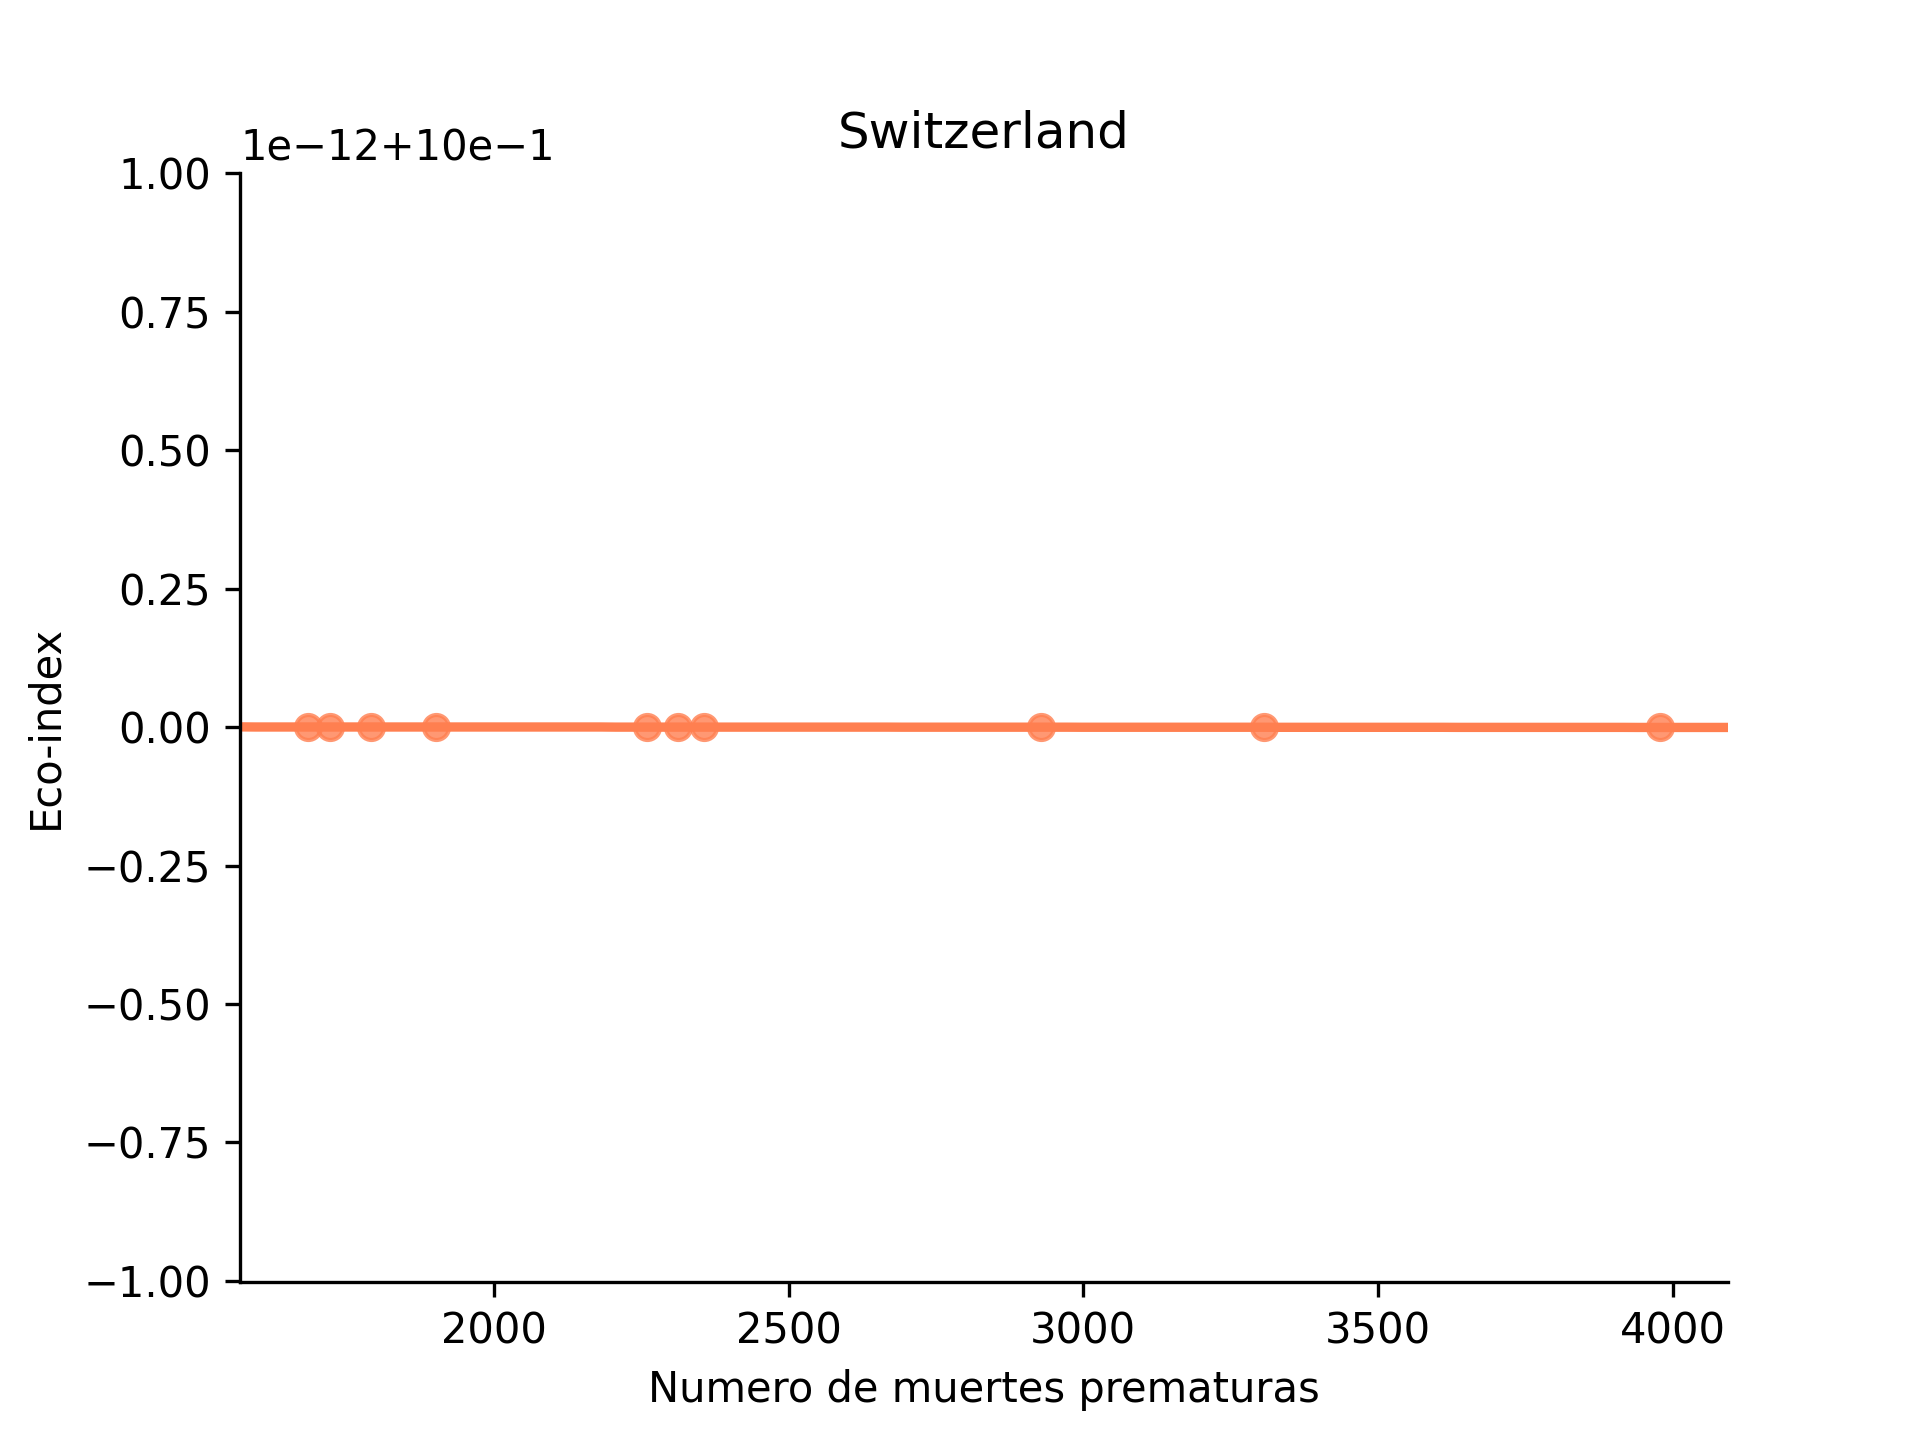 Switzerland
1e−12+10e−1
1.00
0.75
0.50
0.25
0.00
−0.25
−0.50
−0.75
−1.00
Eco-index
2000 2500 3000 3500 4000
Numero de muertes prematuras